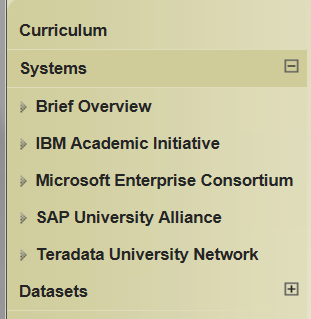 Curriculum
Systems
Brief Overview
IBM Academic Initiative
Microsoft Enterprise Consortium
SAP University Alliance
Teradata University Network
Datasets